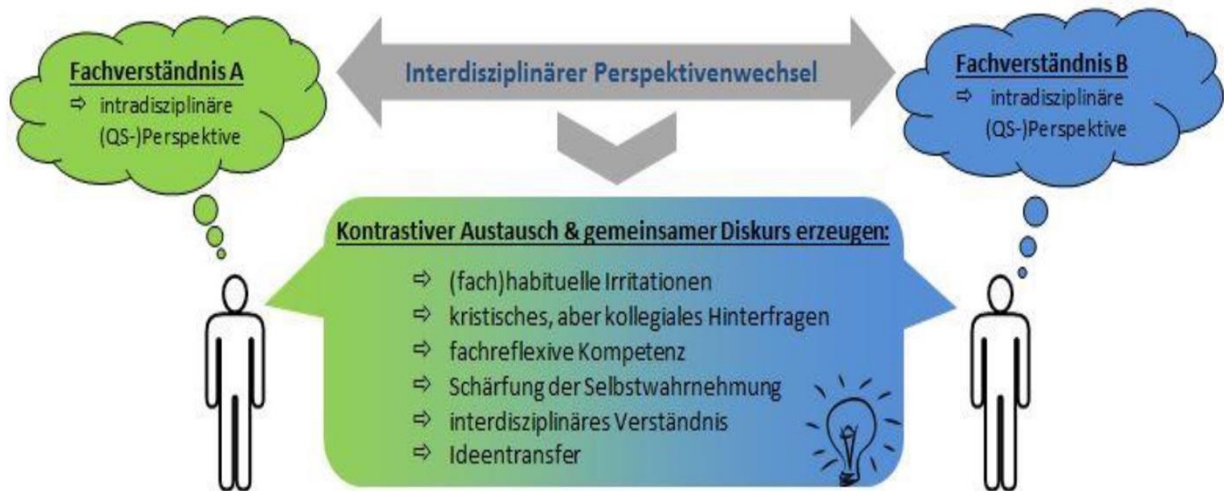 Fachverständnis A
⇨ intradisziplinäre
(QS-)Perspektive
Interdisziplinärer Perspektivenwechsel
Fachverständnis B
⇨ intradisziplinäre
(QS-)Perspektive
Kontrastiver Austausch & gemeinsamer Diskurs erzeugen:
⇨ (fach)habituelle Irritationen
⇨ kristisches, aber kollegiales Hinterfragen
⇨ fachreflexive Kompetenz
⇨ Schärfung der Selbstwahrnehmung
⇨ interdisziplinäres Verständnis
⇨ Ideentransfer